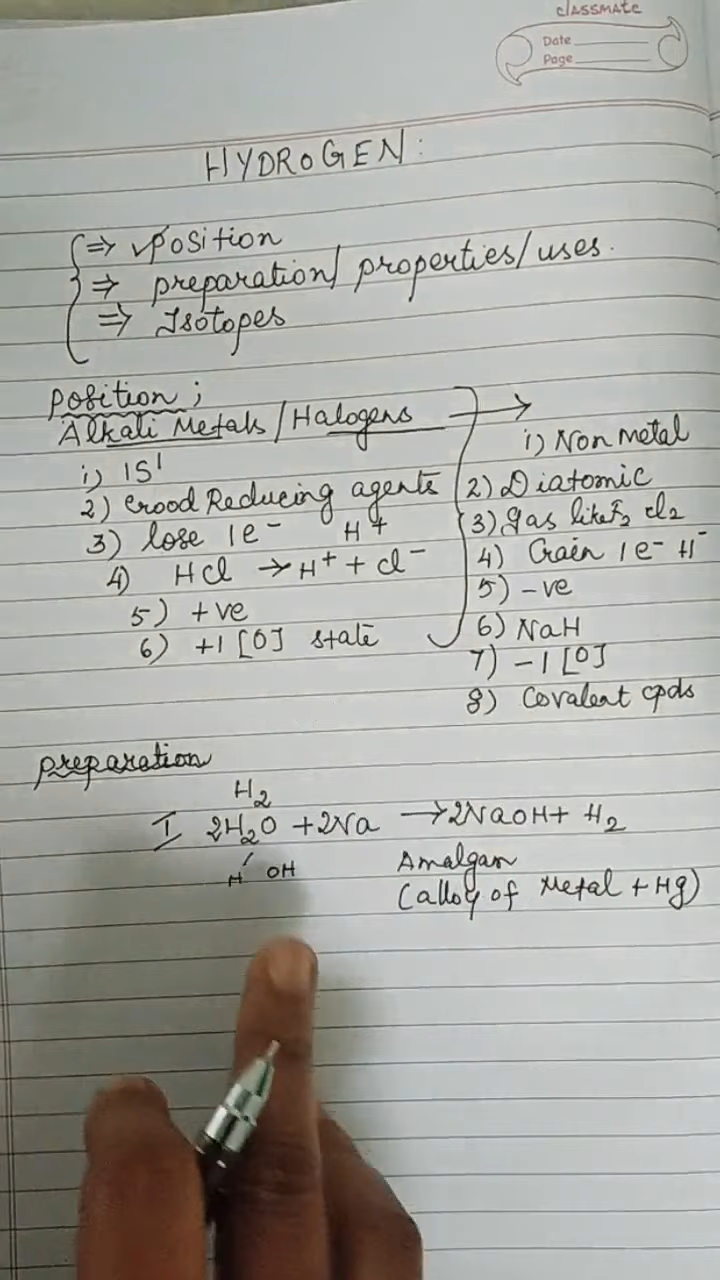 classmate
Date
Page
HYDROGEN:
⇒ position
⇒ preparation/properties/uses.
⇒ Isotopes
position;
Alkali Metals/Halogens →
i) 1S¹
2) Good Reducing agents
3) lose 1e⁻ H⁺
4) HCl → H⁺ + Cl⁻
5) +ve
6) +1 [O] state
i) Non metal
2) Diatomic
3) gas like F₂ Cl₂
4) Gain 1e⁻ H⁻
5) -ve
6) NaH
7) -1 [O]
8) Covalent cpds
preparation
H₂
I 2H₂O + 2Na → 2NaOH + H₂
H OH
Amalgam
(alloy of Metal + Hg)